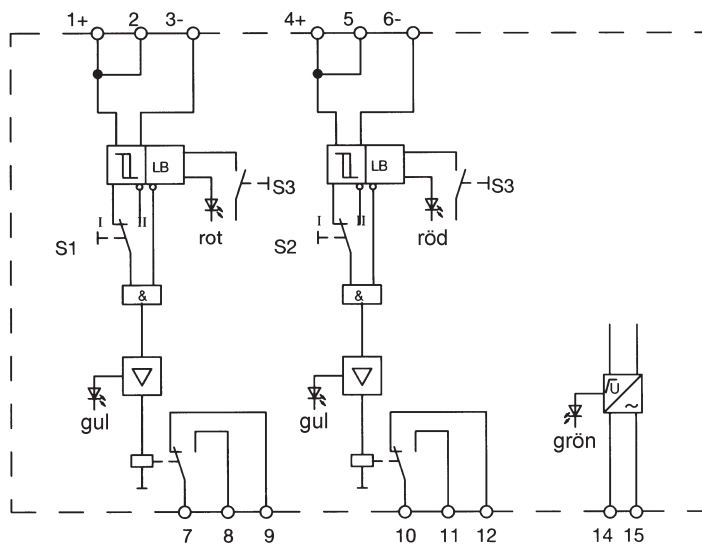 1+ 2 3- 4+ 5 6-
LB LB
S3 S3
I II I II
rot röd
S1 S2
& &
U
~
gul gul grön
7 8 9 10 11 12 14 15